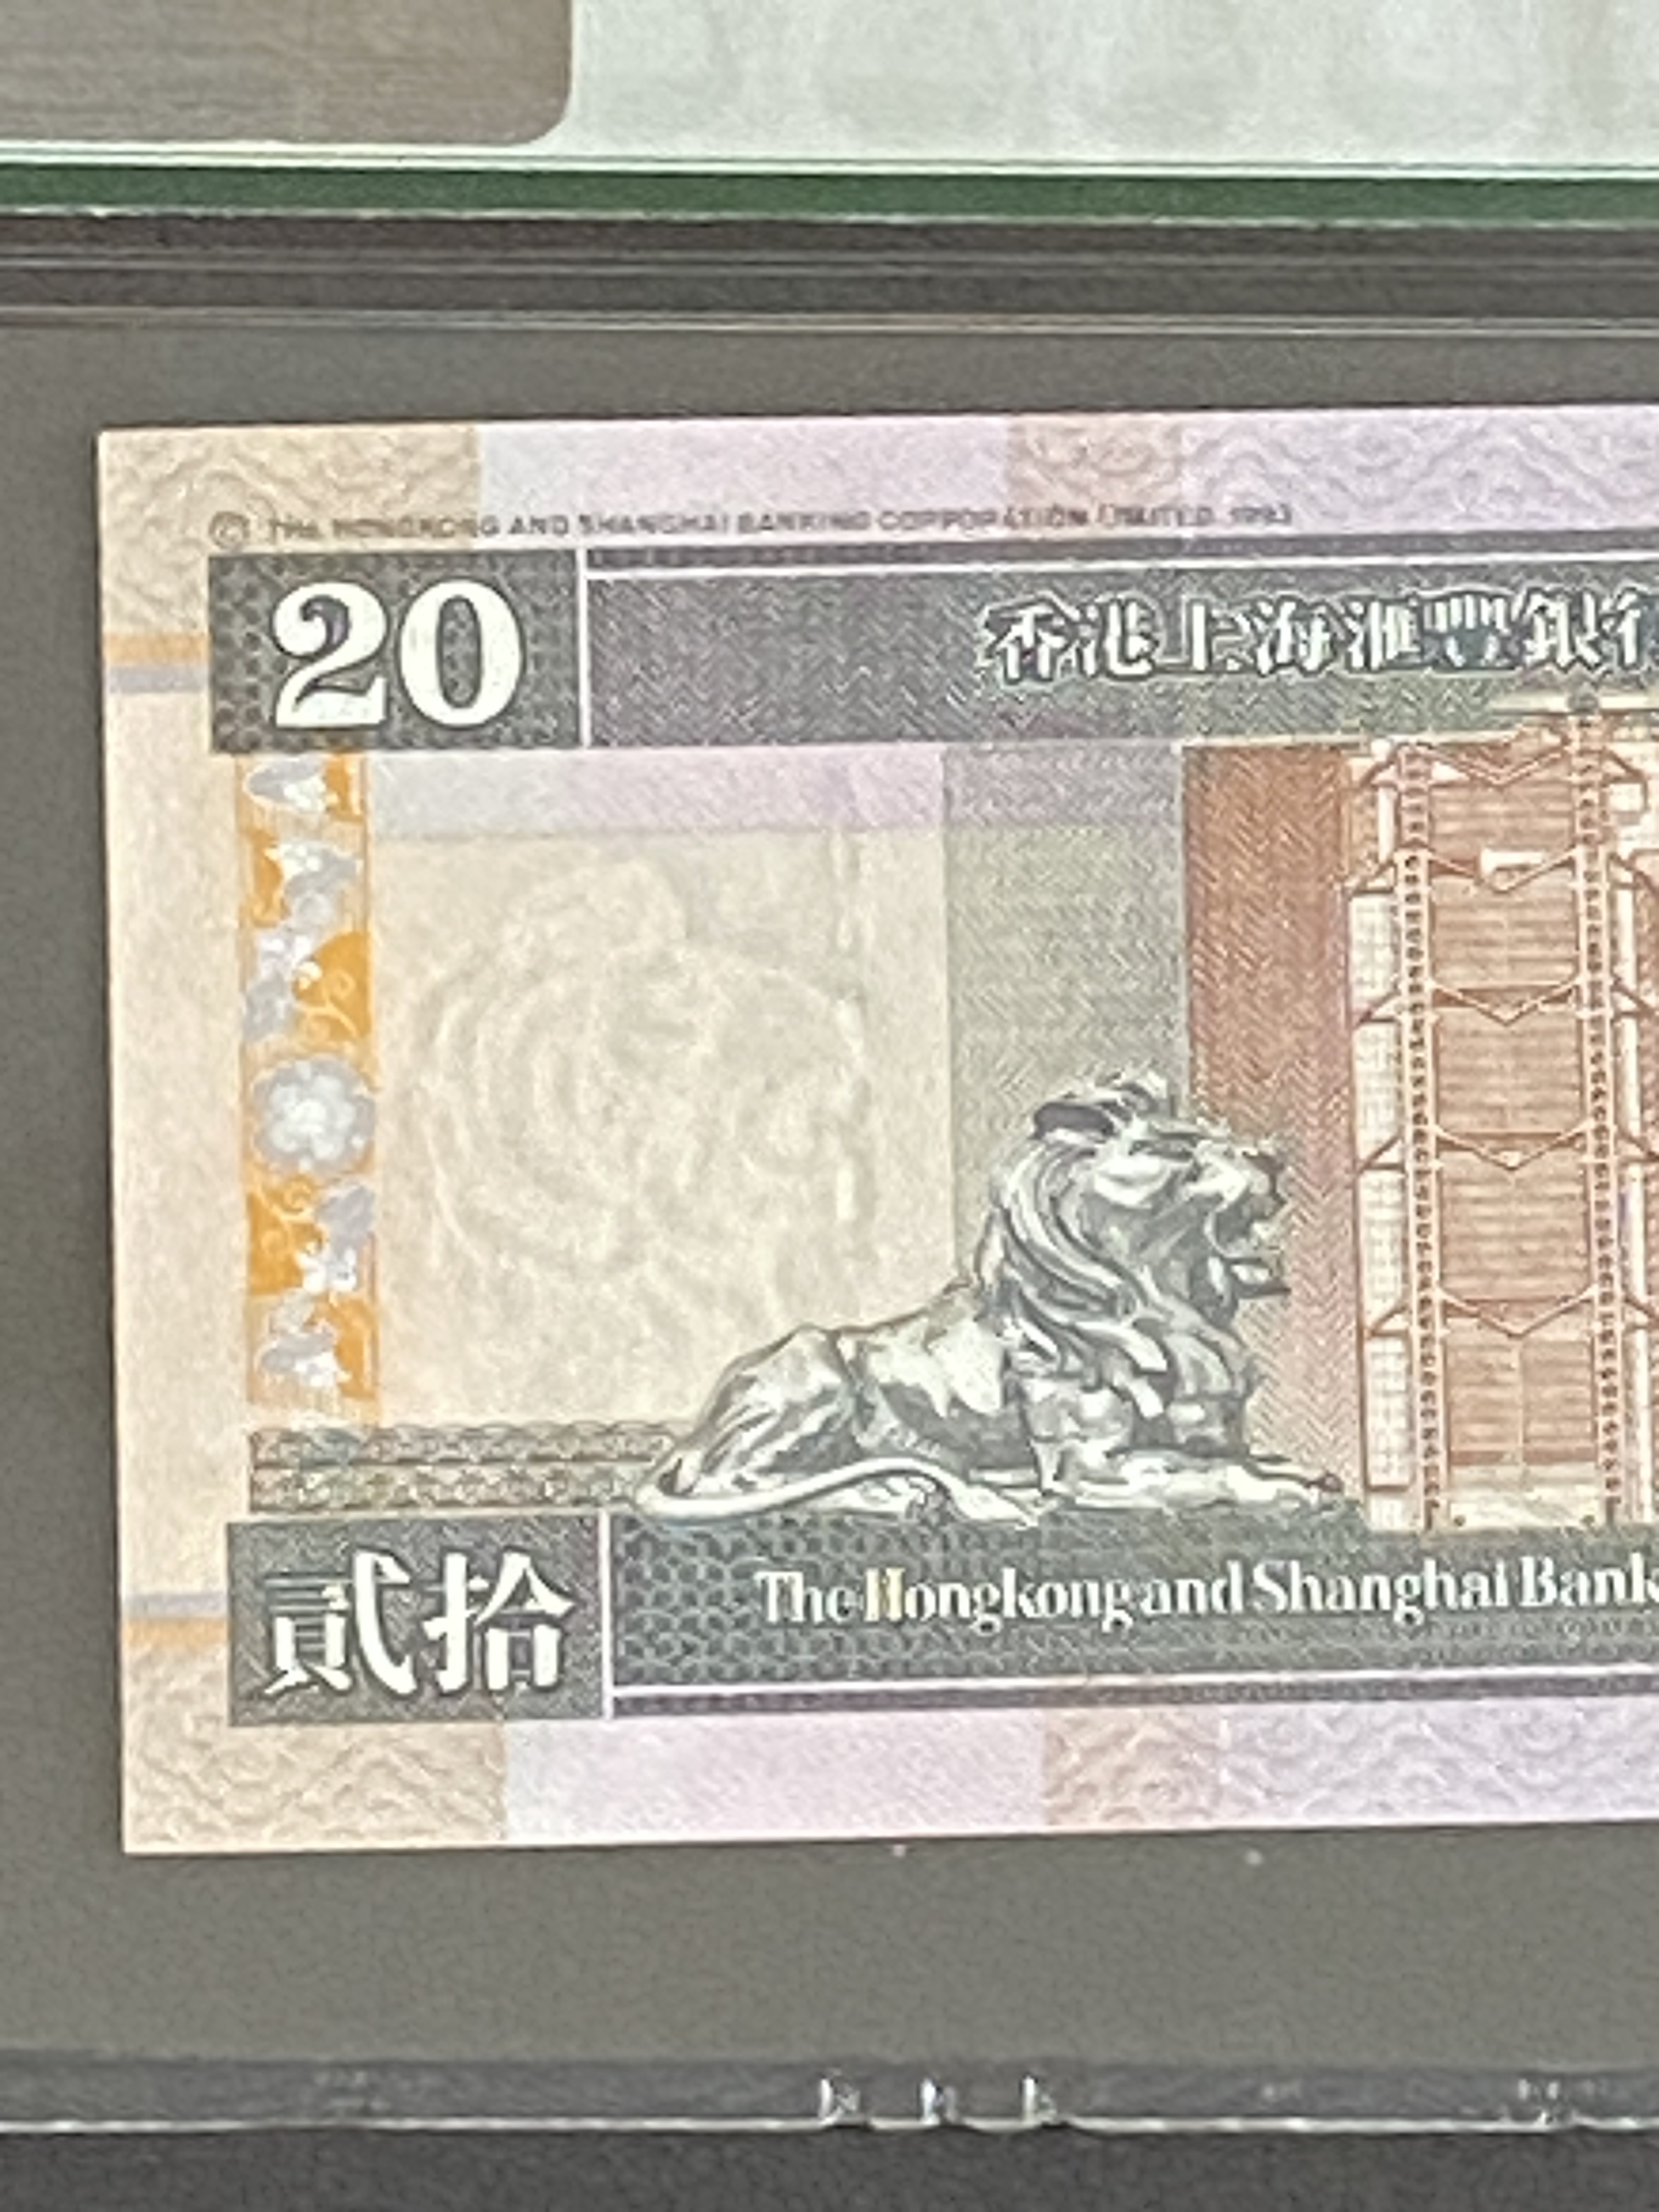 © THE HONGKONG AND SHANGHAI BANKING CORPORATION LIMITED 1993
20
香港上海滙豐銀行
貳拾
The Hongkong and Shanghai Bank